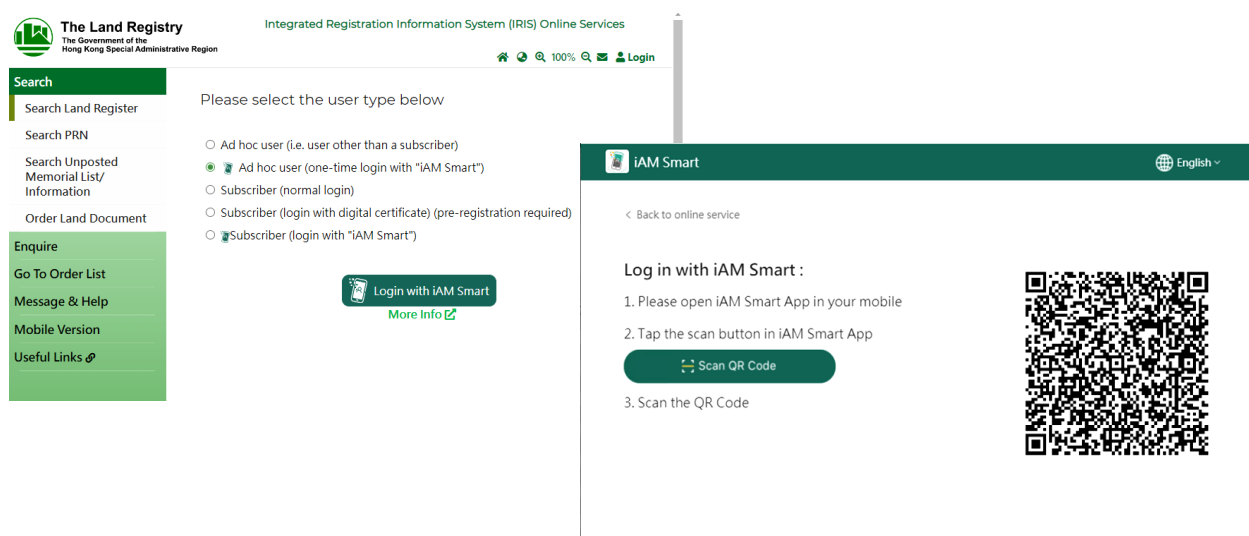 The Land Registry
The Government of the
Hong Kong Special Administrative Region
Integrated Registration Information System (IRIS) Online Services
100%
Login
Search
Search Land Register
Search PRN
Search Unposted
Memorial List/
Information
Order Land Document
Enquire
Go To Order List
Message & Help
Mobile Version
Useful Links
Please select the user type below
Ad hoc user (i.e. user other than a subscriber)
Ad hoc user (one-time login with "iAM Smart")
Subscriber (normal login)
Subscriber (login with digital certificate) (pre-registration required)
Subscriber (login with "iAM Smart")
Login with iAM Smart
More Info
iAM Smart
English
< Back to online service
Log in with iAM Smart :
1. Please open iAM Smart App in your mobile
2. Tap the scan button in iAM Smart App
Scan QR Code
3. Scan the QR Code